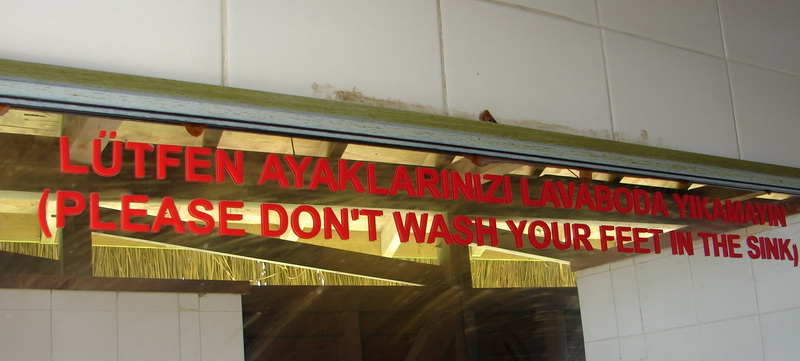 LÜTFEN AYAKLARINIZI LAVABODA YIKAMAYIN
(PLEASE DON'T WASH YOUR FEET IN THE SINK)